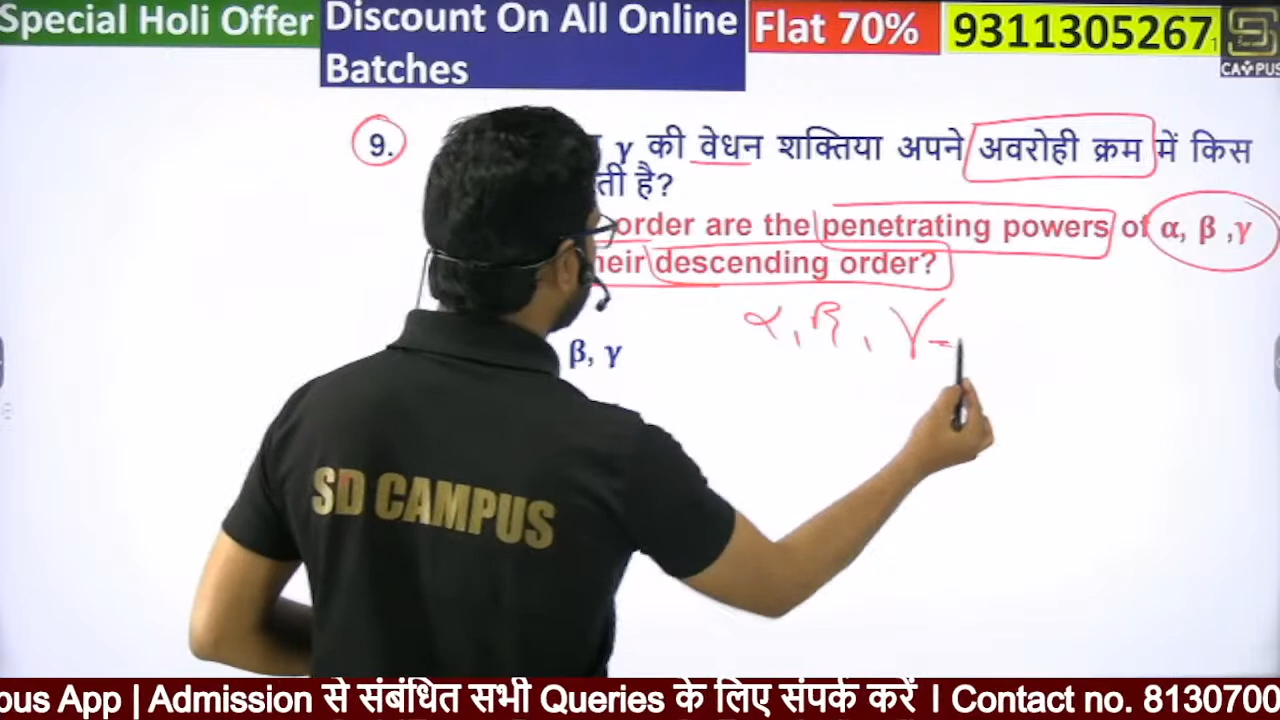 Special Holi Offer
Discount On All Online
Batches
Flat 70%
9311305267
CAMPUS
9.
γ की वेधन शक्तिया अपने अवरोही क्रम में किस
ती है?
order are the penetrating powers of α, β ,γ
heir descending order?
α, β, γ
β, γ
SD CAMPUS
pus App | Admission से संबंधित सभी Queries के लिए संपर्क करें । Contact no. 8130700